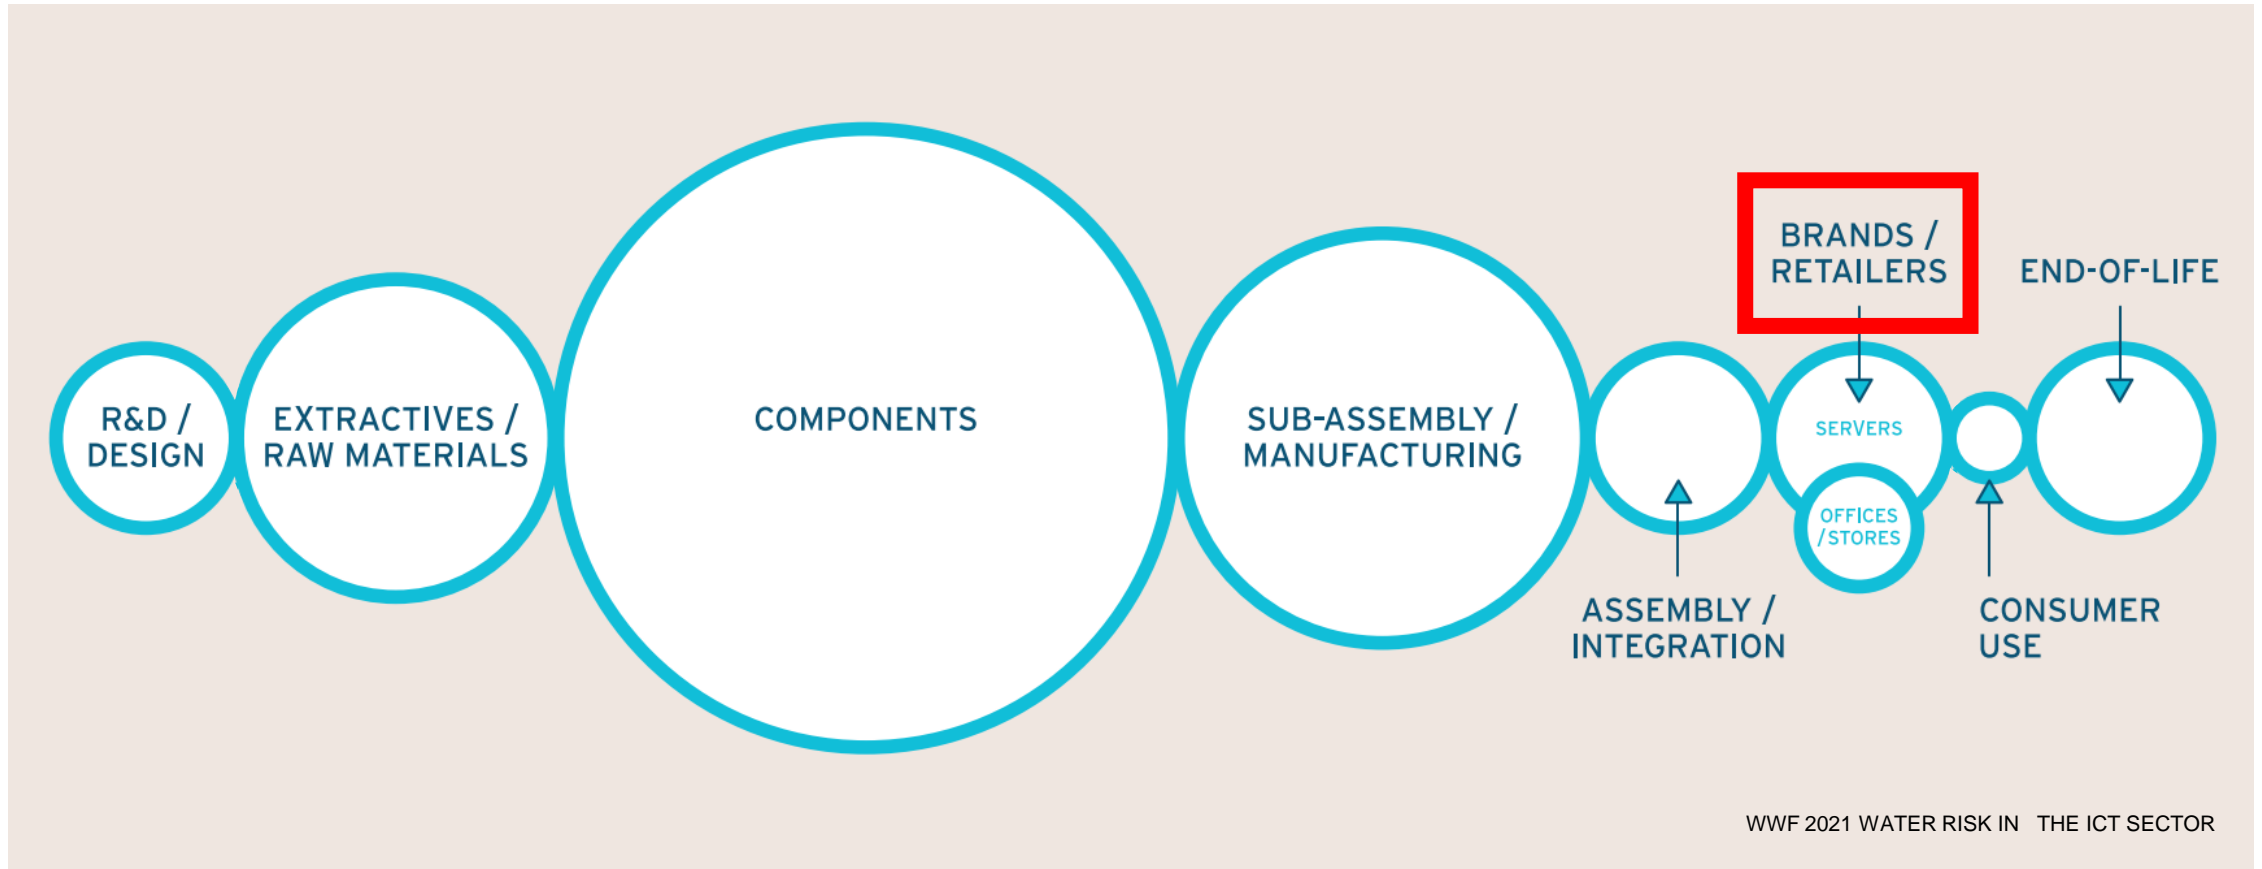 R&D /
DESIGN
EXTRACTIVES /
RAW MATERIALS
COMPONENTS
SUB-ASSEMBLY /
MANUFACTURING
ASSEMBLY /
INTEGRATION
BRANDS /
RETAILERS
SERVERS
OFFICES
/STORES
CONSUMER
USE
END-OF-LIFE
WWF 2021 WATER RISK IN THE ICT SECTOR